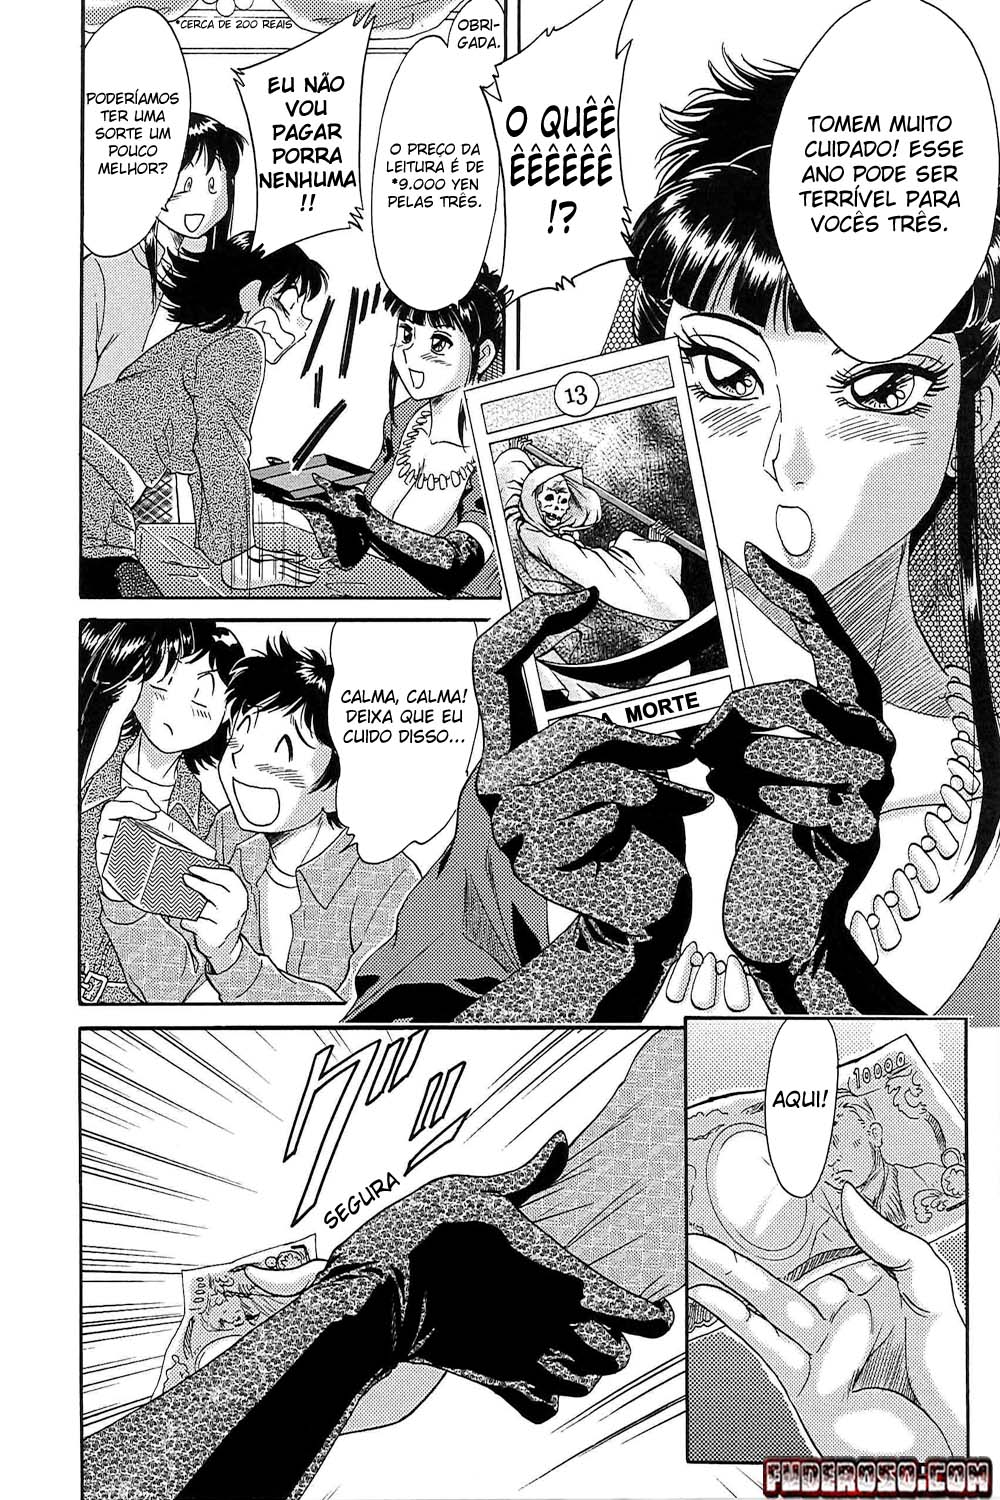 TOMEM MUITO
CUIDADO! ESSE
ANO PODE SER
TERRÍVEL PARA
VOCÊS TRÊS.
13
A MORTE
O QUÊÊ
ÊÊÊÊÊÊ
!?
OBRI-
GADA.
O PREÇO DA
LEITURA É DE
*9.000 YEN
PELAS TRÊS.
*CERCA DE 200 REAIS
EU NÃO
VOU
PAGAR
PORRA
NENHUMA
!!
PODERÍAMOS
TER UMA
SORTE UM
POUCO
MELHOR?
CALMA, CALMA!
DEIXA QUE EU
CUIDO DISSO...
AQUI!
10000
SEGURA
10000
FUDEROSO.COM